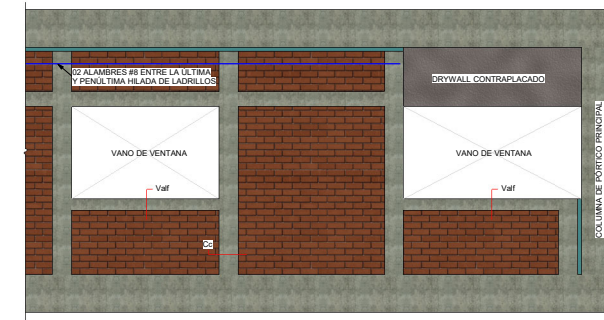 02 ALAMBRES #8 ENTRE LA ULTIMA
Y PENÚLTIMA HILADA DE LADRILLOS
DRYWALL CONTRAPLACADO
VANO DE VENTANA
VANO DE VENTANA
COLUMNA DE PÓRTICO PRINCIPAL
Valf
Valf
Cc